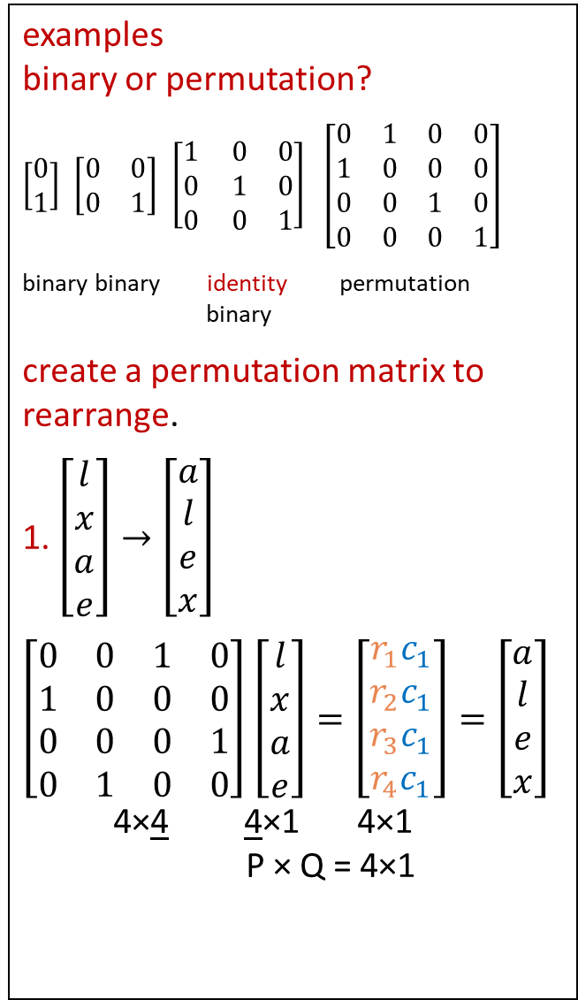 examples
binary or permutation?
[0 1] [0 0 0 1] [1 0 0 0 1 0 0 0 1] [0 1 0 0 1 0 0 0 0 0 1 0 0 0 0 1]
binary binary identity permutation
binary
create a permutation matrix to
rearrange.
1. [l x a e] → [a l e x]
[0 0 1 0 1 0 0 0 0 0 0 1 0 1 0 0] [l x a e] = [r₁c₁ r₂c₁ r₃c₁ r₄c₁] = [a l e x]
4×4 4×1 4×1
P × Q = 4×1